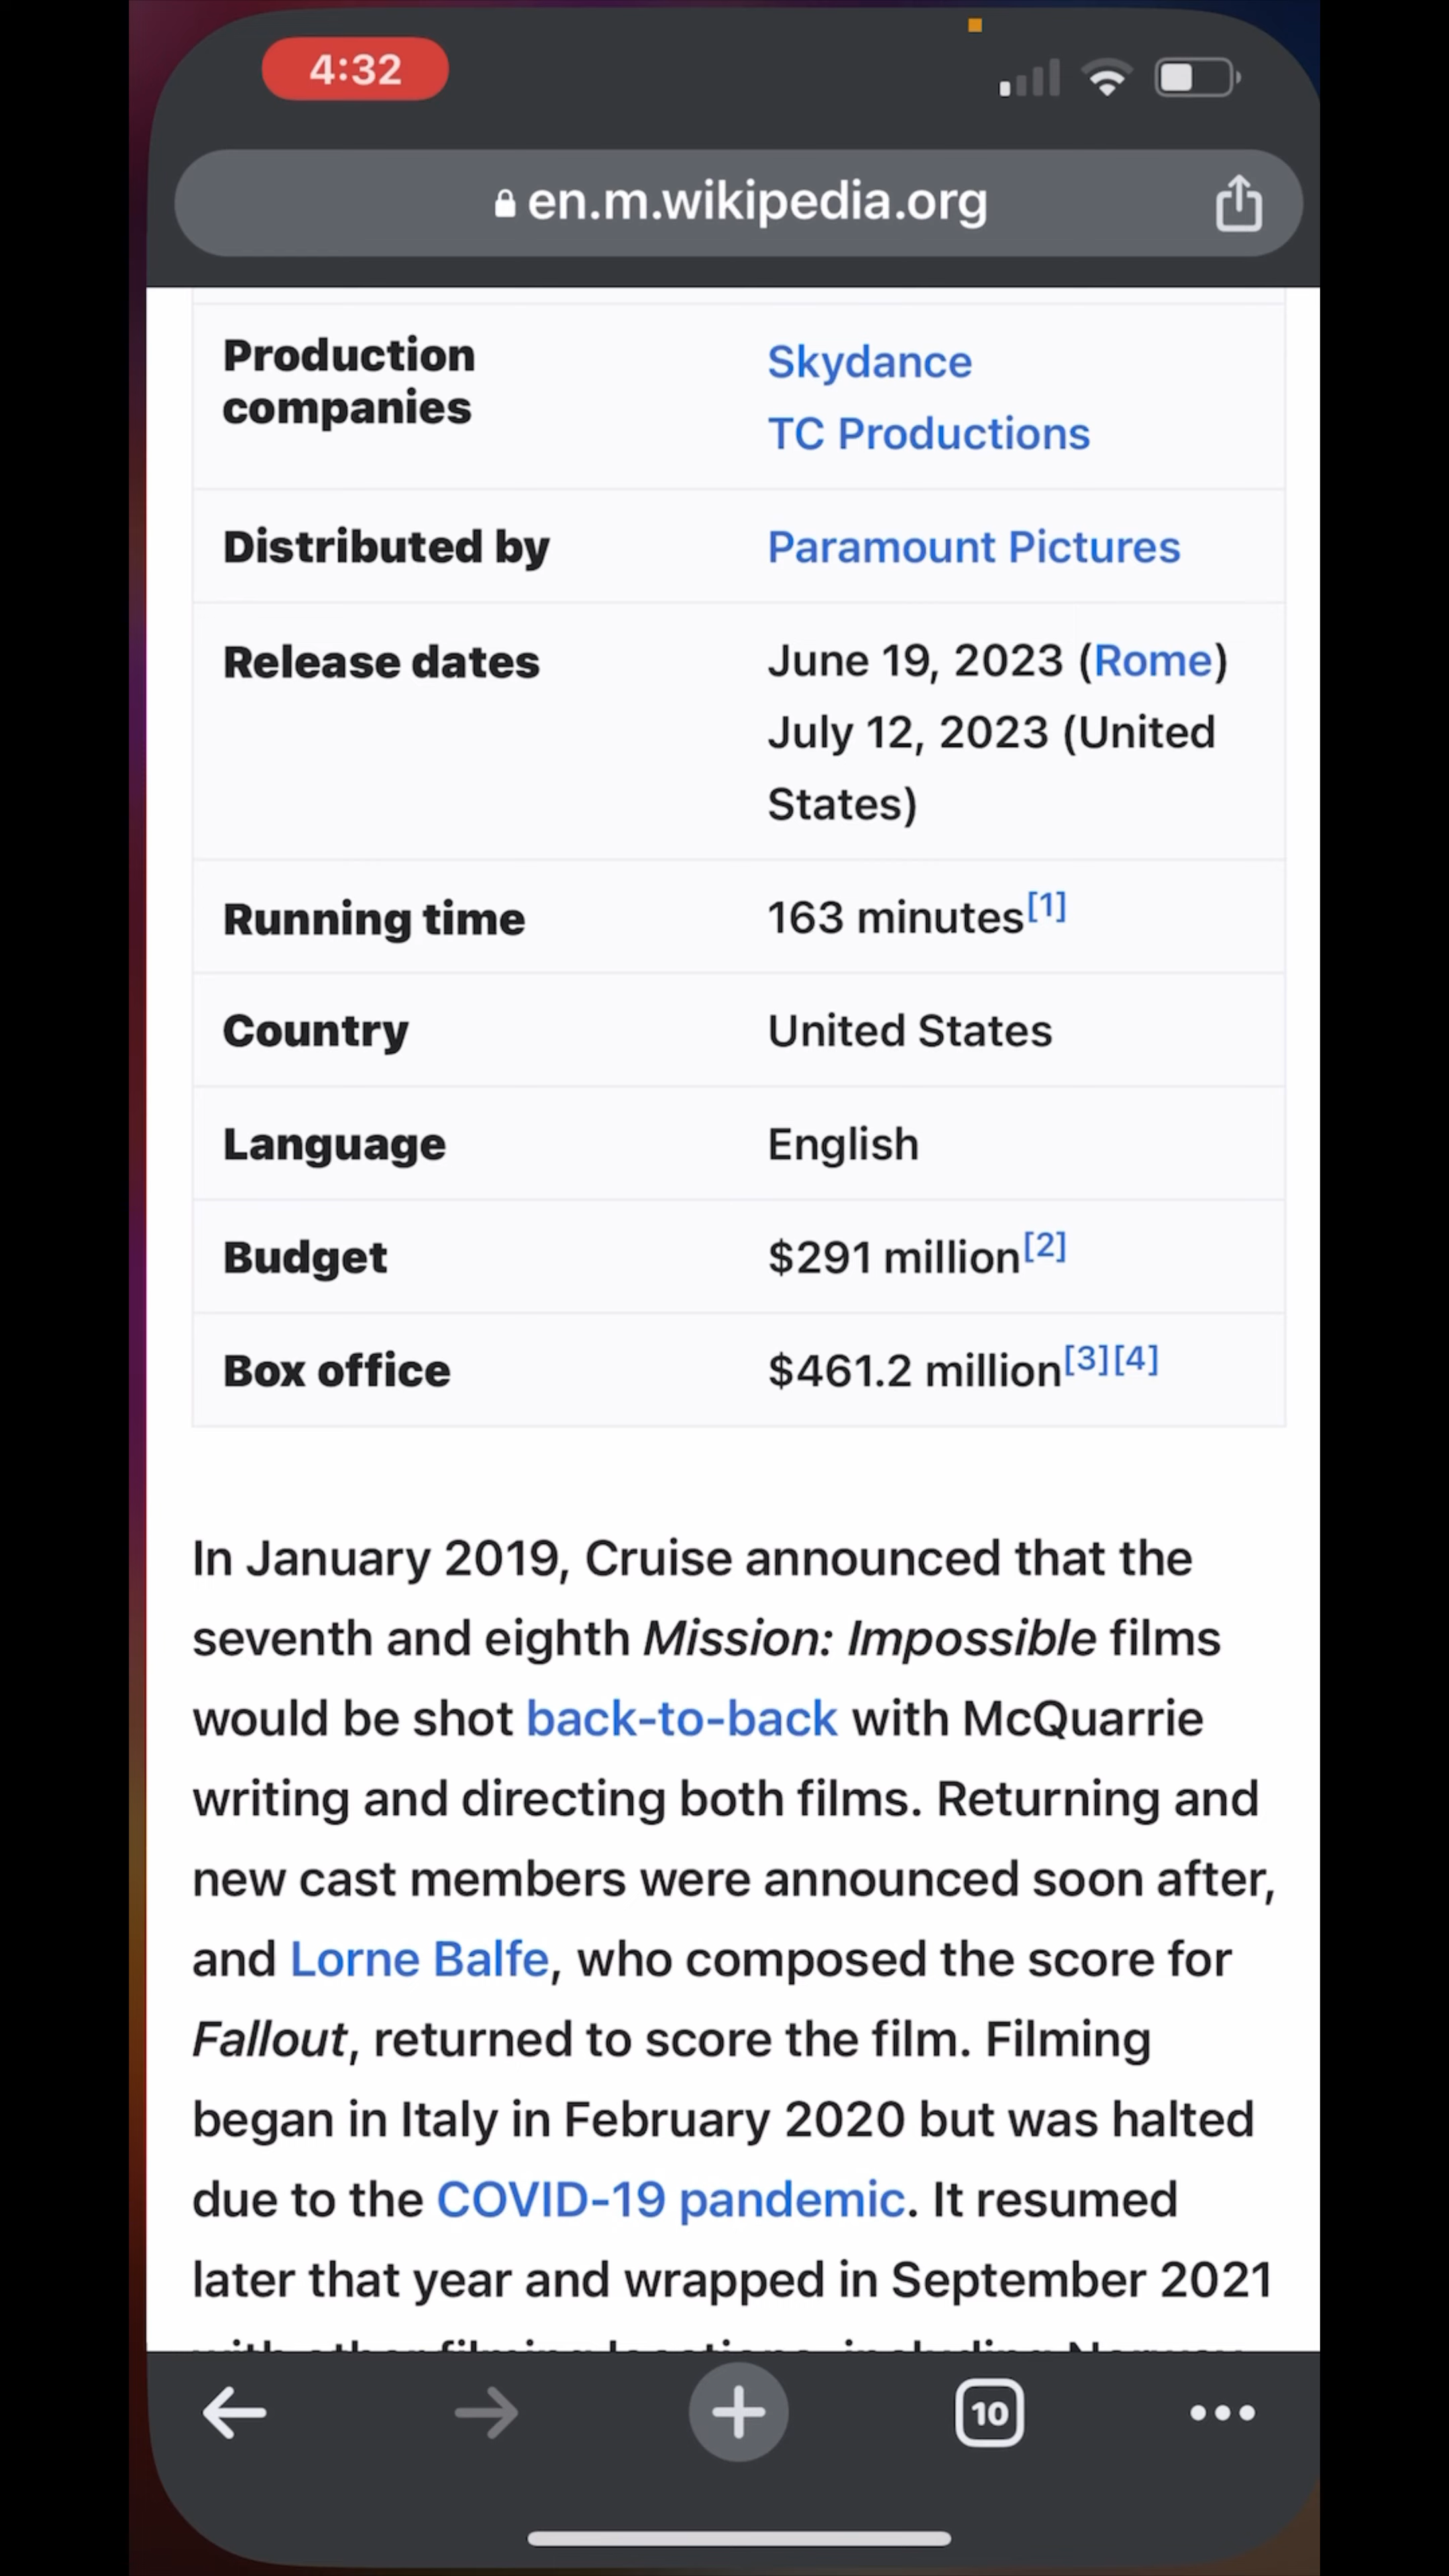 4:32
en.m.wikipedia.org
Production
companies
Skydance
TC Productions
Distributed by
Paramount Pictures
Release dates
June 19, 2023 (Rome)
July 12, 2023 (United
States)
Running time
163 minutes[1]
Country
United States
Language
English
Budget
$291 million[2]
Box office
$461.2 million[3][4]
In January 2019, Cruise announced that the
seventh and eighth Mission: Impossible films
would be shot back-to-back with McQuarrie
writing and directing both films. Returning and
new cast members were announced soon after,
and Lorne Balfe, who composed the score for
Fallout, returned to score the film. Filming
began in Italy in February 2020 but was halted
due to the COVID-19 pandemic. It resumed
later that year and wrapped in September 2021
with other filming locations, including Norway,
10